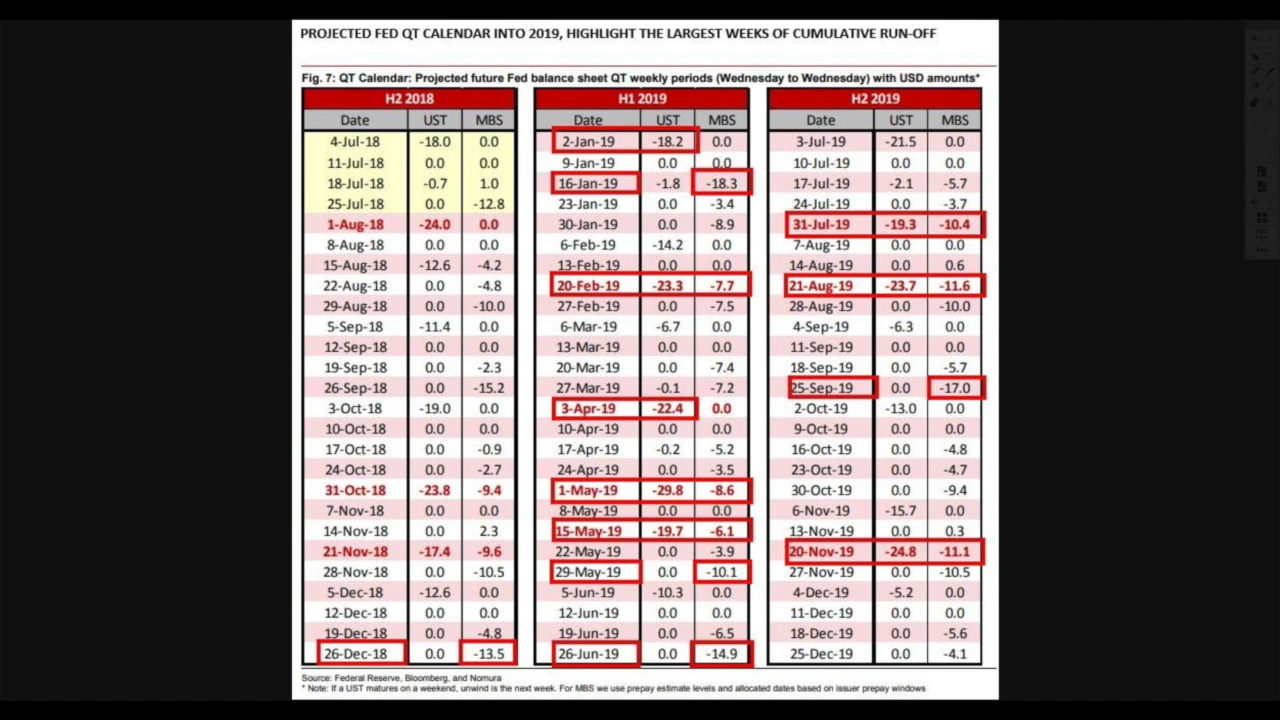 PROJECTED FED QT CALENDAR INTO 2019, HIGHLIGHT THE LARGEST WEEKS OF CUMULATIVE RUN-OFF
Fig. 7: QT Calendar: Projected future Fed balance sheet QT weekly periods (Wednesday to Wednesday) with USD amounts*
H2 2018
Date UST MBS
4-Jul-18 -18.0 0.0
11-Jul-18 0.0 0.0
18-Jul-18 -0.7 1.0
25-Jul-18 0.0 -12.8
1-Aug-18 -24.0 0.0
8-Aug-18 0.0 0.0
15-Aug-18 -12.6 -4.2
22-Aug-18 0.0 -4.8
29-Aug-18 0.0 -10.0
5-Sep-18 -11.4 0.0
12-Sep-18 0.0 0.0
19-Sep-18 0.0 -2.3
26-Sep-18 0.0 -15.2
3-Oct-18 -19.0 0.0
10-Oct-18 0.0 0.0
17-Oct-18 0.0 -0.9
24-Oct-18 0.0 -2.7
31-Oct-18 -23.8 -9.4
7-Nov-18 0.0 0.0
14-Nov-18 0.0 2.3
21-Nov-18 -17.4 -9.6
28-Nov-18 0.0 -10.5
5-Dec-18 -12.6 0.0
12-Dec-18 0.0 0.0
19-Dec-18 0.0 -4.8
26-Dec-18 0.0 -13.5
H1 2019
Date UST MBS
2-Jan-19 -18.2 0.0
9-Jan-19 0.0 0.0
16-Jan-19 -1.8 -18.3
23-Jan-19 0.0 -3.4
30-Jan-19 0.0 -8.9
6-Feb-19 -14.2 0.0
13-Feb-19 0.0 0.0
20-Feb-19 -23.3 -7.7
27-Feb-19 0.0 -7.5
6-Mar-19 -6.7 0.0
13-Mar-19 0.0 0.0
20-Mar-19 0.0 -7.4
27-Mar-19 -0.1 -7.2
3-Apr-19 -22.4 0.0
10-Apr-19 0.0 0.0
17-Apr-19 -0.2 -5.2
24-Apr-19 0.0 -3.5
1-May-19 -29.8 -8.6
8-May-19 0.0 0.0
15-May-19 -19.7 -6.1
22-May-19 0.0 -3.9
29-May-19 0.0 -10.1
5-Jun-19 -10.3 0.0
12-Jun-19 0.0 0.0
19-Jun-19 0.0 -6.5
26-Jun-19 0.0 -14.9
H2 2019
Date UST MBS
3-Jul-19 -21.5 0.0
10-Jul-19 0.0 0.0
17-Jul-19 -2.1 -5.7
24-Jul-19 0.0 -3.7
31-Jul-19 -19.3 -10.4
7-Aug-19 0.0 0.0
14-Aug-19 0.0 0.6
21-Aug-19 -23.7 -11.6
28-Aug-19 0.0 -10.0
4-Sep-19 -6.3 0.0
11-Sep-19 0.0 0.0
18-Sep-19 0.0 -5.7
25-Sep-19 0.0 -17.0
2-Oct-19 -13.0 0.0
9-Oct-19 0.0 0.0
16-Oct-19 0.0 -4.8
23-Oct-19 0.0 -4.7
30-Oct-19 0.0 -9.4
6-Nov-19 -15.7 0.0
13-Nov-19 0.0 0.3
20-Nov-19 -24.8 -11.1
27-Nov-19 0.0 -10.5
4-Dec-19 -5.2 0.0
11-Dec-19 0.0 0.0
18-Dec-19 0.0 -5.6
25-Dec-19 0.0 -4.1
Source: Federal Reserve, Bloomberg, and Nomura
* Note: If a UST matures on a weekend, unwind is the next week. For MBS we use prepay estimate levels and allocated dates based on issuer prepay windows